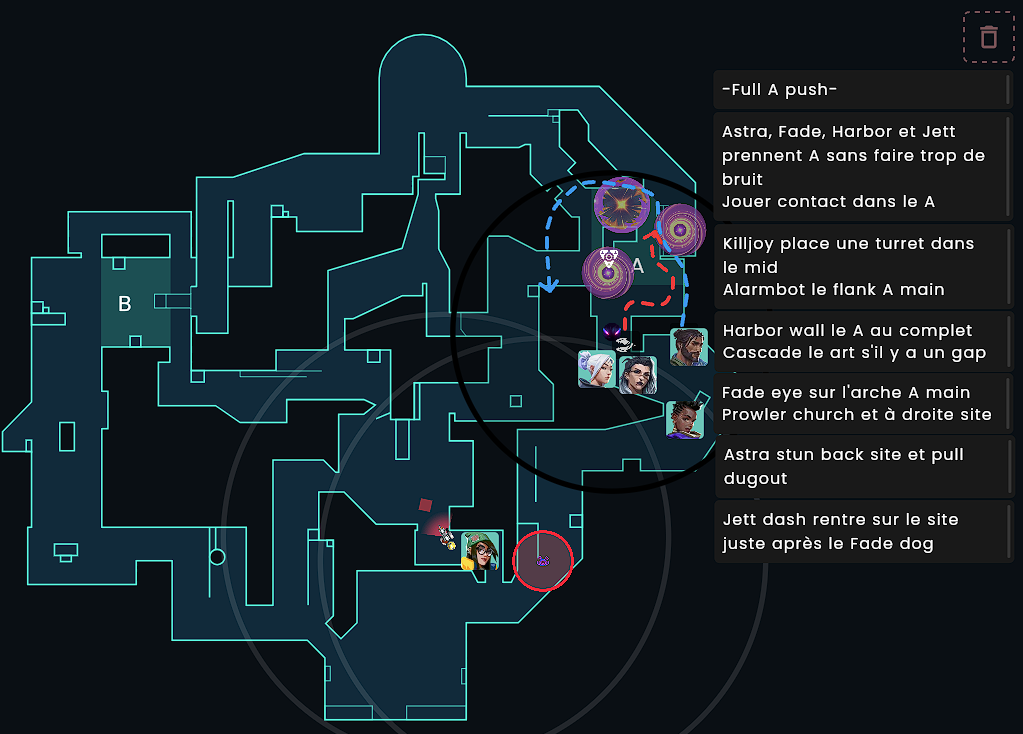 -Full A push-
Astra, Fade, Harbor et Jett
prennent A sans faire trop de
bruit
Jouer contact dans le A
Killjoy place une turret dans
le mid
Alarmbot le flank A main
Harbor wall le A au complet
Cascade le art s'il y a un gap
Fade eye sur l'arche A main
Prowler church et à droite site
Astra stun back site et pull
dugout
Jett dash rentre sur le site
juste après le Fade dog
A
B